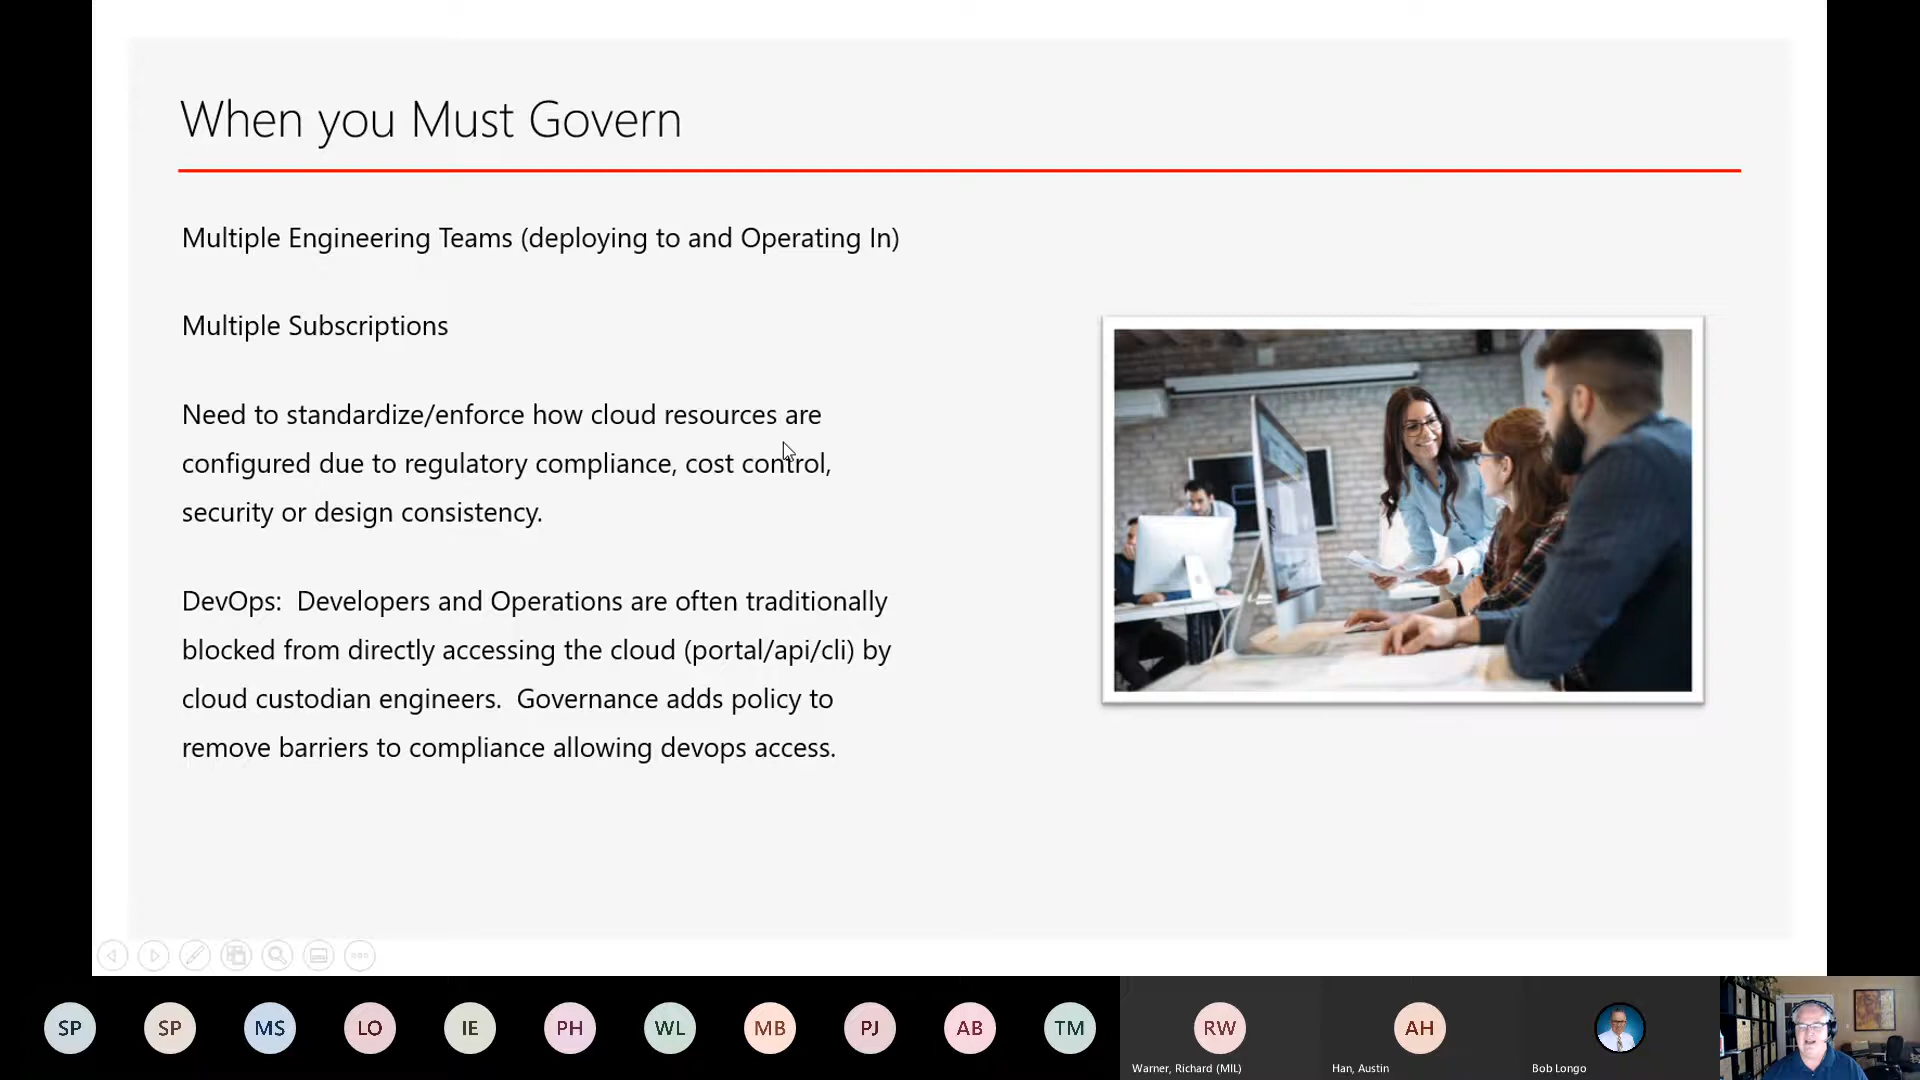 When you Must Govern
Multiple Engineering Teams (deploying to and Operating In)
Multiple Subscriptions
Need to standardize/enforce how cloud resources are
configured due to regulatory compliance, cost control,
security or design consistency.
DevOps:  Developers and Operations are often traditionally
blocked from directly accessing the cloud (portal/api/cli) by
cloud custodian engineers.  Governance adds policy to
remove barriers to compliance allowing devops access.
SP
SP
MS
LO
IE
PH
WL
MB
PJ
AB
TM
RW
AH
Warner, Richard (MIL)
Han, Austin
Bob Longo